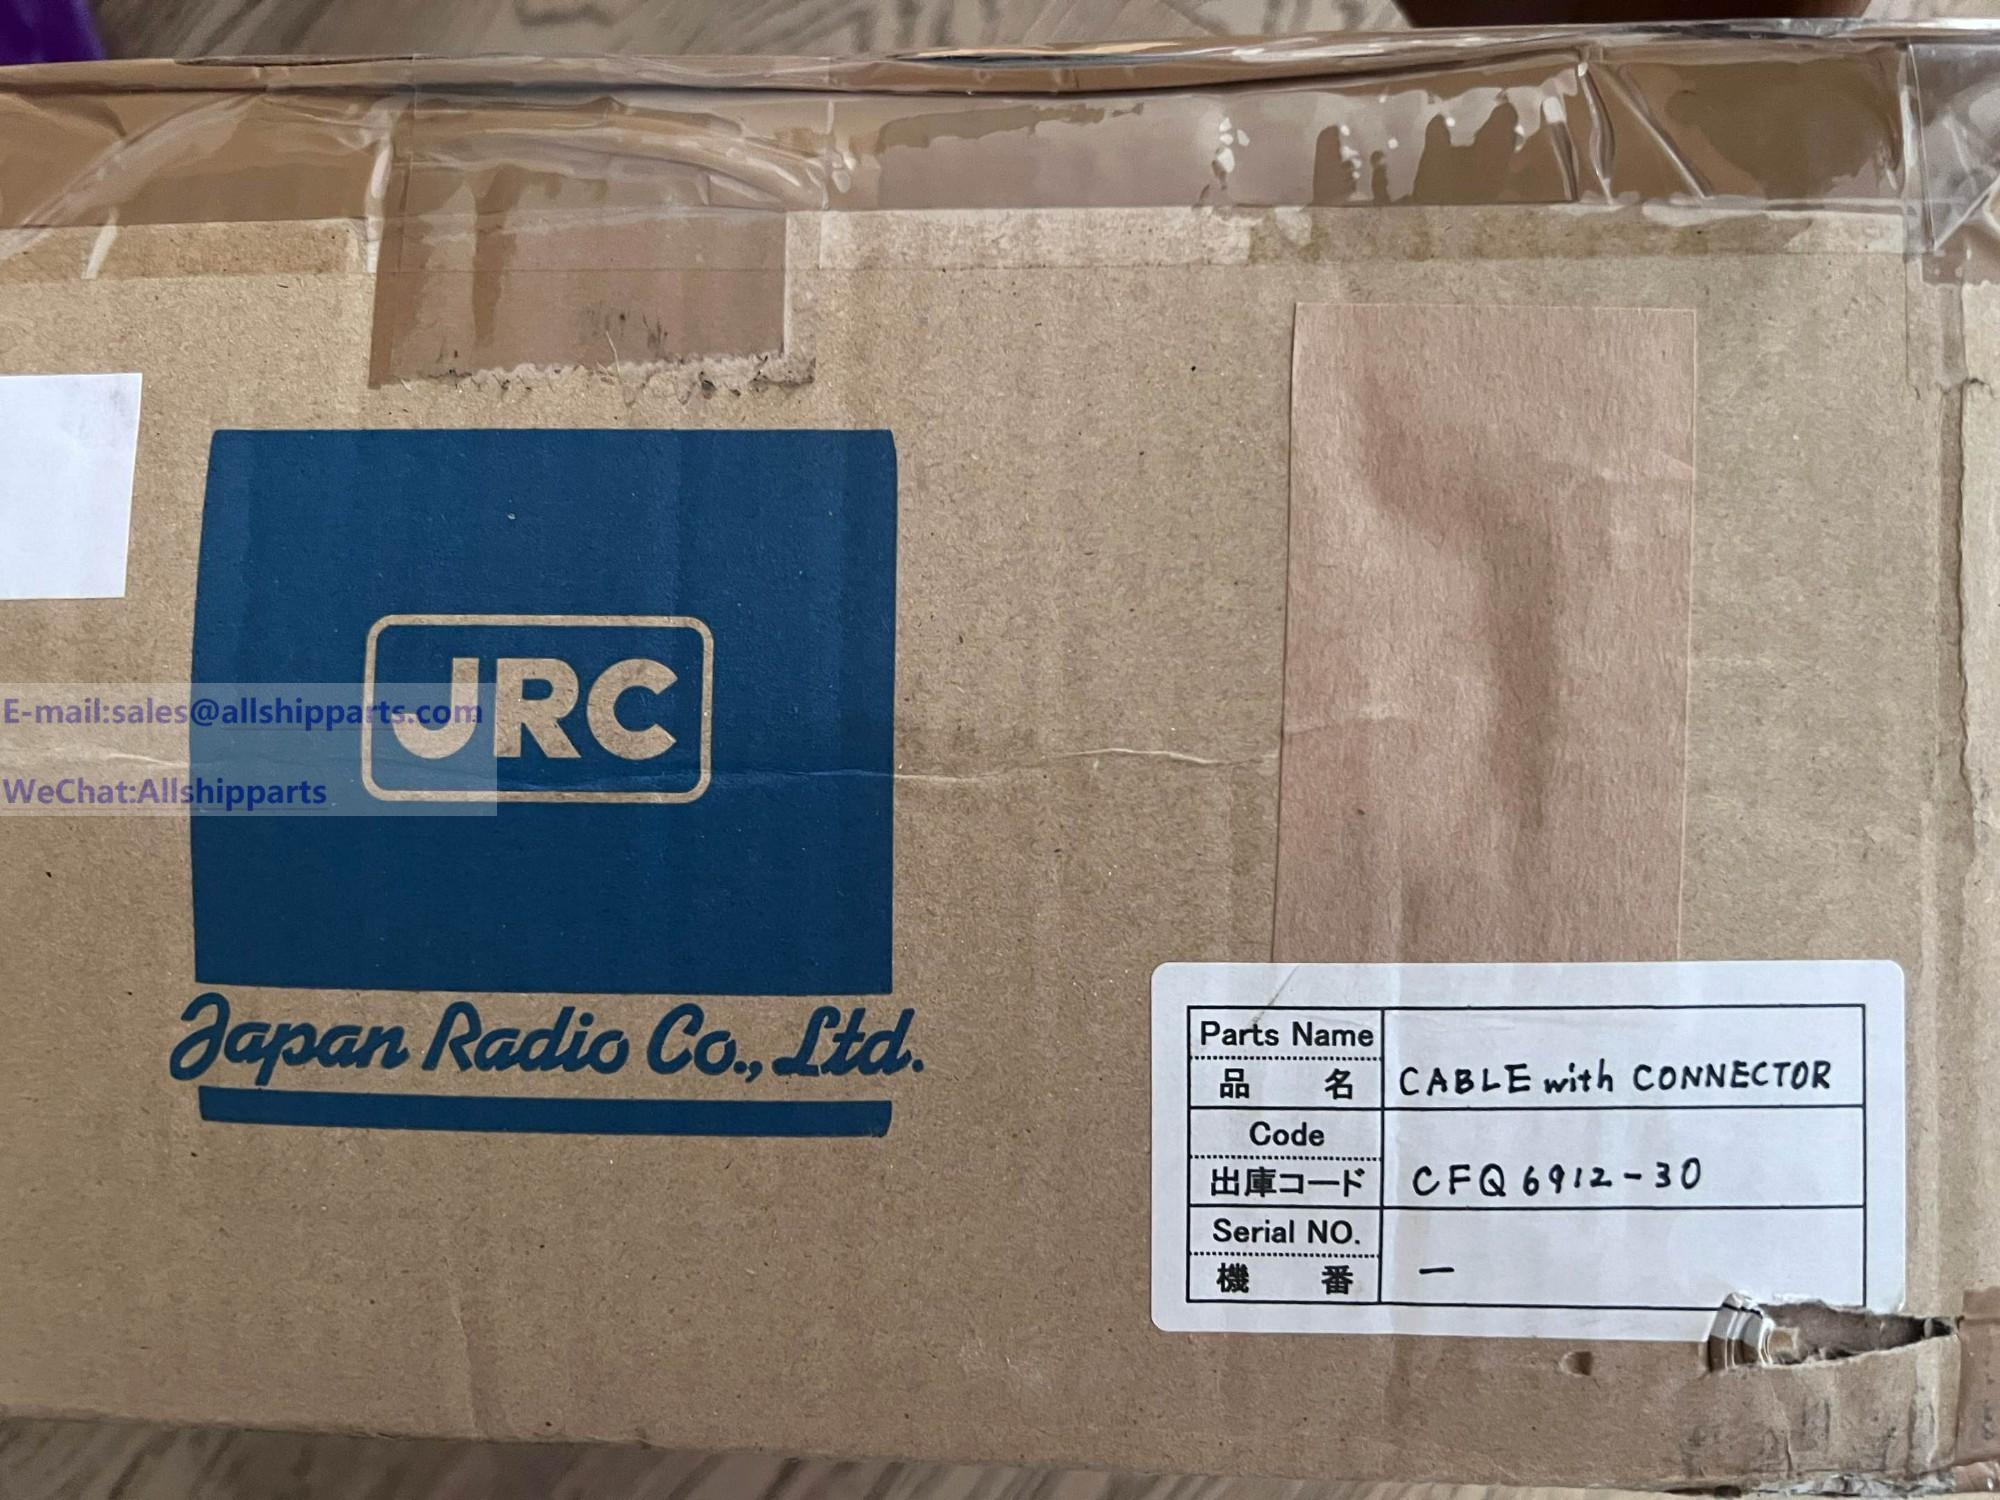 JRC
E-mail:sales@allshipparts.com
WeChat:Allshipparts
Japan Radio Co., Ltd.
Parts Name
品 名
CABLE with CONNECTOR
Code
出庫コード
CFQ6912-30
Serial NO.
機 番
—